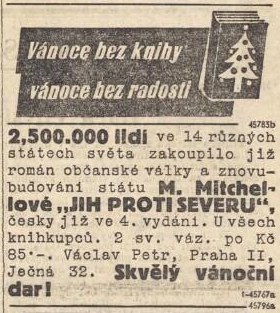 Vánoce bez knihy
vánoce bez radosti
45783b
2,500.000 lidí ve 14 různých
státech světa zakoupilo již
román občanské války a znovu-
budování státu M. Mitchel-
lové „JIH PROTI SEVERU“,
česky již ve 4. vydání. U všech
knihkupců. 2 sv. váz. po Kč
85·-. Václav Petr, Praha II,
Ječná 32. Skvělý vánoční
dar!
t-45767a
45796a